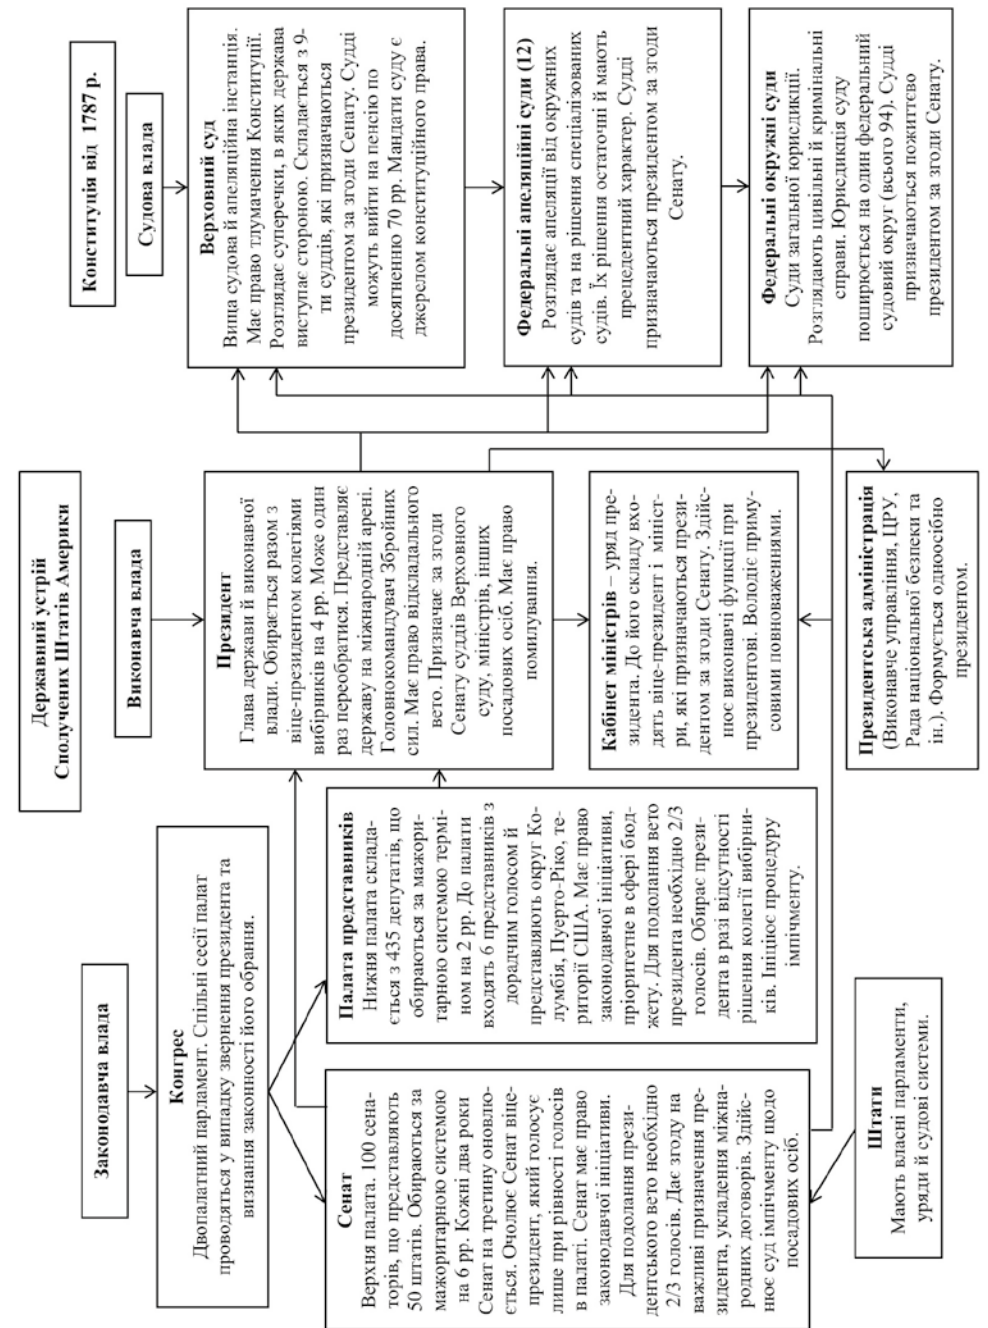 Державний устрій
Сполучених Штатів Америки
Конституція від 1787 р.
Законодавча влада
Виконавча влада
Судова влада
Конгрес
Двопалатний парламент. Спільні сесії палат
проводяться у випадку звернення президента та
визнання законності його обрання.
Сенат
Верхня палата. 100 сена-
торів, що представляють
50 штатів. Обираються за
мажоритарною системою
на 6 рр. Кожні два роки
Сенат на третину оновлю-
ється. Очолює Сенат віце-
президент, який голосує
лише при рівності голосів
в палаті. Сенат має право
законодавчої ініціативи.
Для подолання прези-
дентського вето необхідно
2/3 голосів. Дає згоду на
важливі призначення пре-
зидента, укладення міжна-
родних договорів. Здійс-
нює суд імпічменту щодо
посадових осіб.
Палата представників
Нижня палата склада-
ється з 435 депутатів, що
обираються за мажори-
тарною системою термі-
ном на 2 рр. До палати
входять 6 представників з
дорадчим голосом й
представляють округ Ко-
лумбія, Пуерто-Ріко, те-
риторії США. Має право
законодавчої ініціативи,
пріоритетне в сфері бюд-
жету. Для подолання вето
президента необхідно 2/3
голосів. Обирає прези-
дента в разі відсутності
рішення колегії вибірни-
ків. Ініціює процедуру
імпічменту.
Штати
Мають власні парламенти,
уряди й судові системи.
Президент
Глава держави й виконавчої
влади. Обирається разом з
віце-президентом колегіями
вибірників на 4 рр. Може один
раз переобратися. Представляє
державу на міжнародній арені.
Головнокомандувач Збройних
сил. Має право відкладального
вето. Призначає за згоди
Сенату суддів Верховного
суду, міністрів, інших
посадових осіб. Має право
помилування.
Кабінет міністрів – уряд пре-
зидента. До його складу вхо-
дять віце-президент і мініст-
ри, які призначаються прези-
дентом за згоди Сенату. Здійс-
нює виконавчі функції при
президентові. Володіє приму-
совими повноваженнями.
Президентська адміністрація
(Виконавче управління, ЦРУ,
Рада національної безпеки та
ін.). Формується одноосібно
президентом.
Верховний суд
Вища судова й апеляційна інстанція.
Має право тлумачення Конституції.
Розглядає суперечки, в яких держава
виступає стороною. Складається з 9-
ти суддів, які призначаються
президентом за згоди Сенату. Судді
можуть вийти на пенсію по
досягненню 70 рр. Мандати суду є
джерелом конституційного права.
Федеральні апеляційні суди (12)
Розглядає апеляції від окружних
судів та на рішення спеціалізованих
судів. Їх рішення остаточні й мають
прецедентний характер. Судді
призначаються президентом за згоди
Сенату.
Федеральні окружні суди
Суди загальної юрисдикції.
Розглядають цивільні й кримінальні
справи. Юрисдикція суду
поширюється на один федеральний
судовий округ (всього 94). Судді
призначаються пожиттєво
президентом за згоди Сенату.